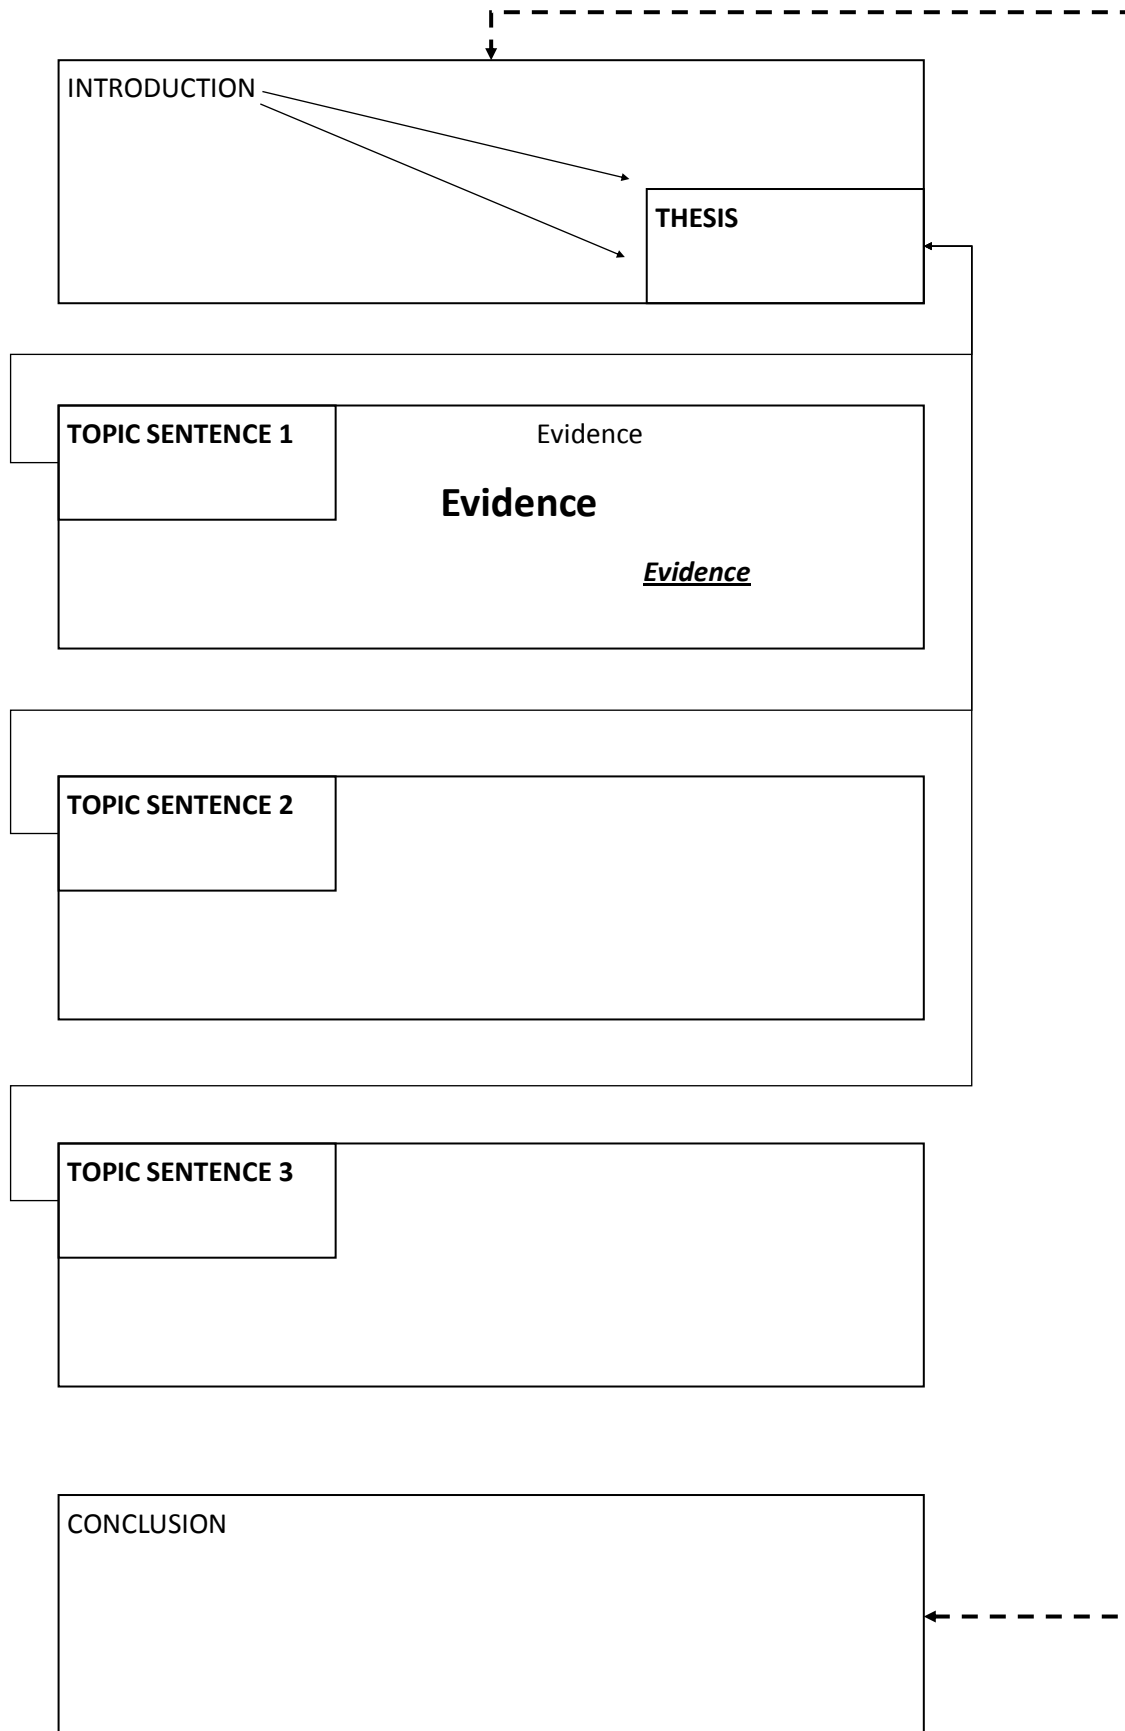 INTRODUCTION
THESIS
TOPIC SENTENCE 1
Evidence
Evidence
Evidence
TOPIC SENTENCE 2
TOPIC SENTENCE 3
CONCLUSION